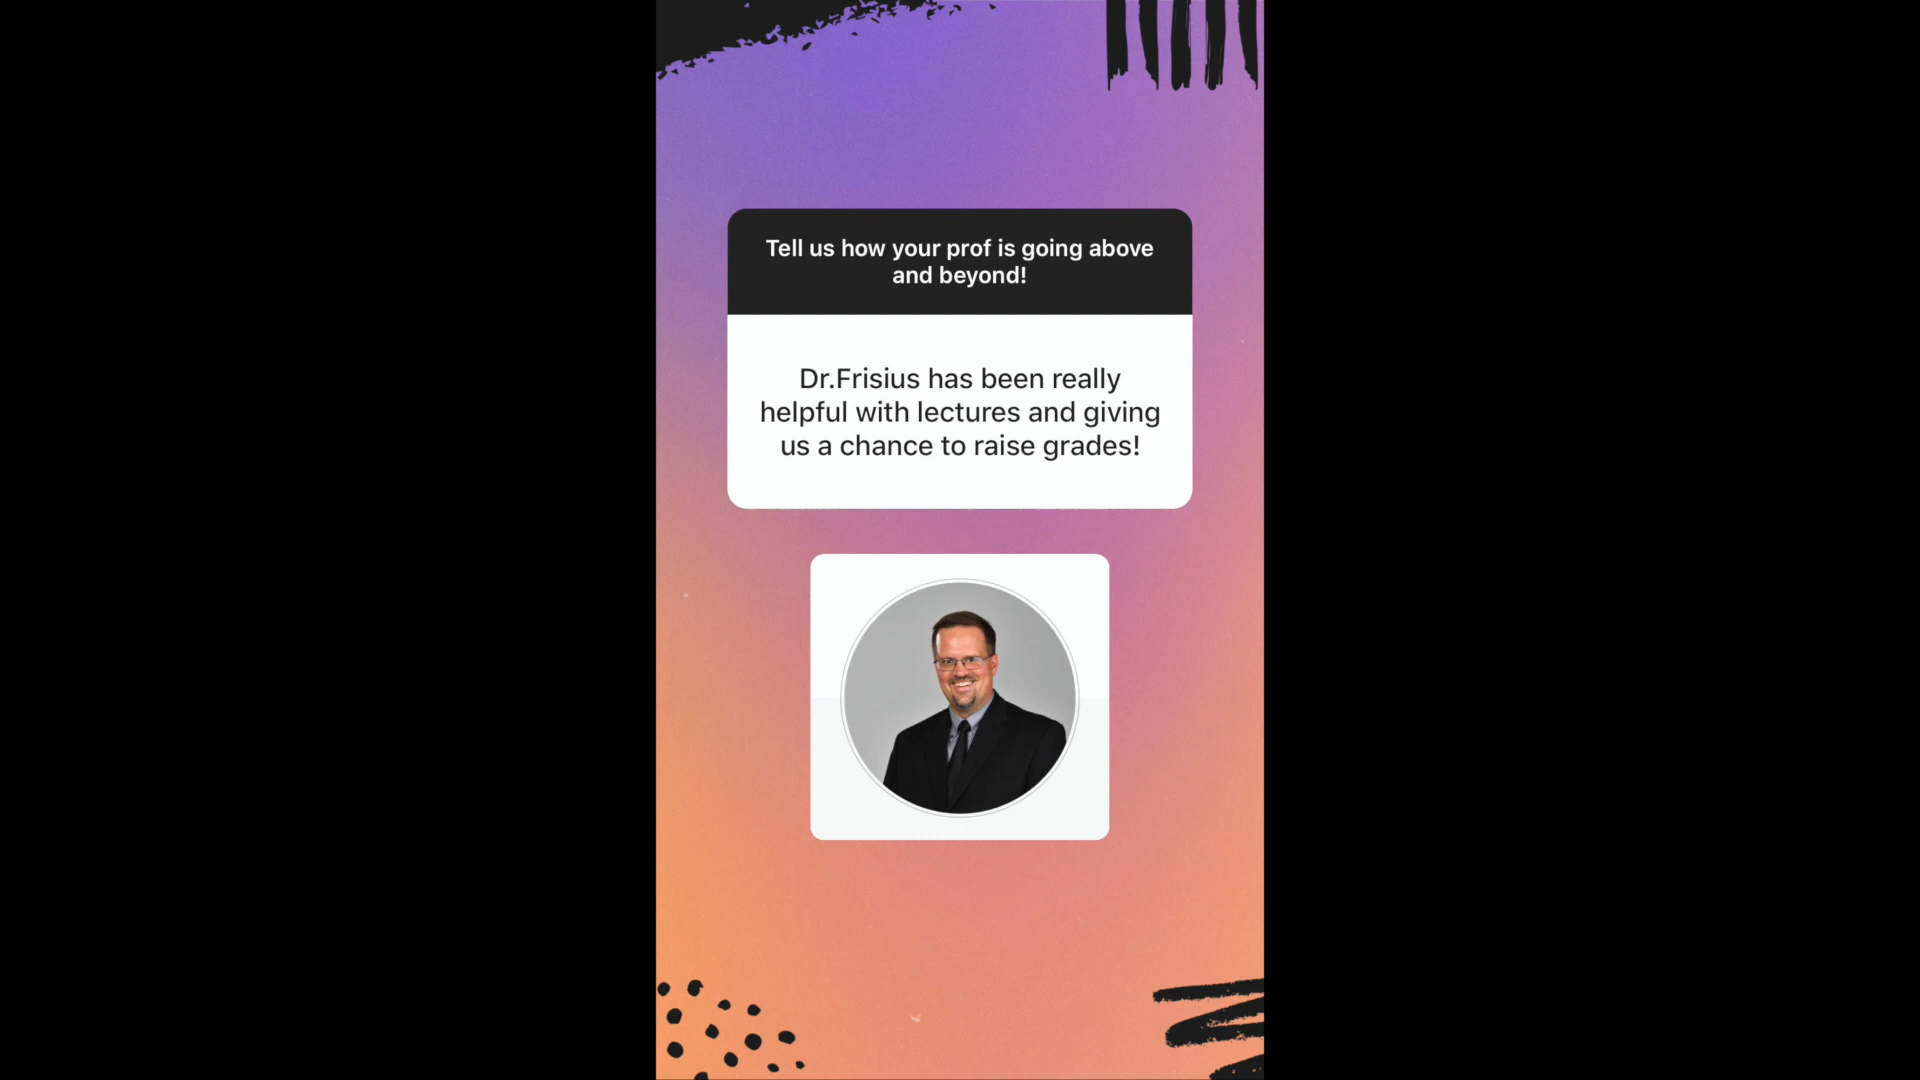 Tell us how your prof is going above
and beyond!
Dr.Frisius has been really
helpful with lectures and giving
us a chance to raise grades!